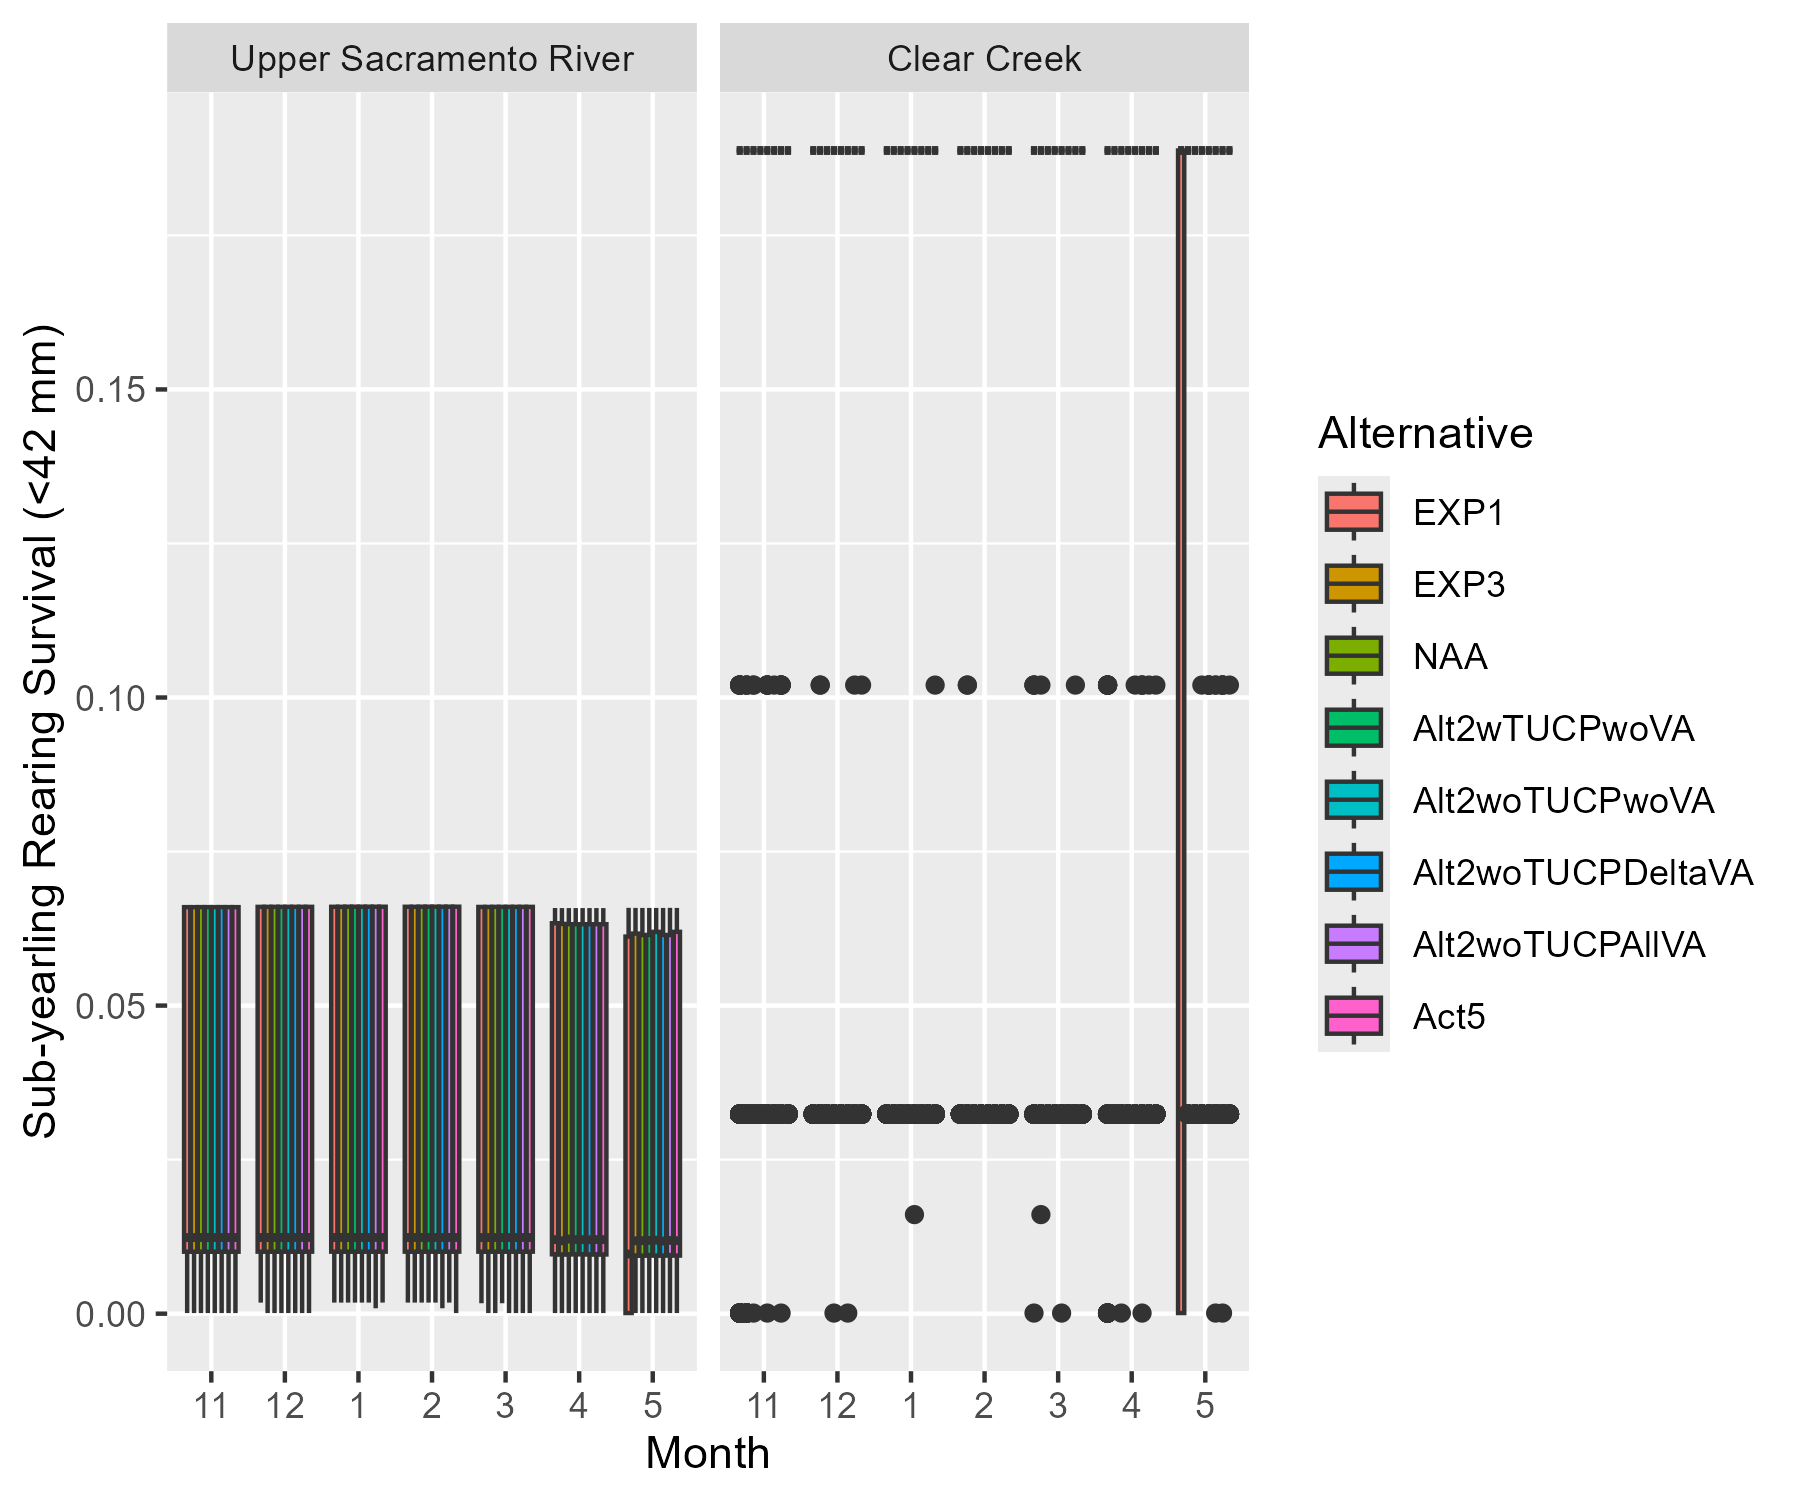 Upper Sacramento River
Clear Creek
Sub-yearling Rearing Survival (<42 mm)
0.15
0.10
0.05
0.00
11 12 1 2 3 4 5
11 12 1 2 3 4 5
Month
Alternative
EXP1
EXP3
NAA
Alt2wTUCPwoVA
Alt2woTUCPwoVA
Alt2woTUCPDeltaVA
Alt2woTUCPAllVA
Act5